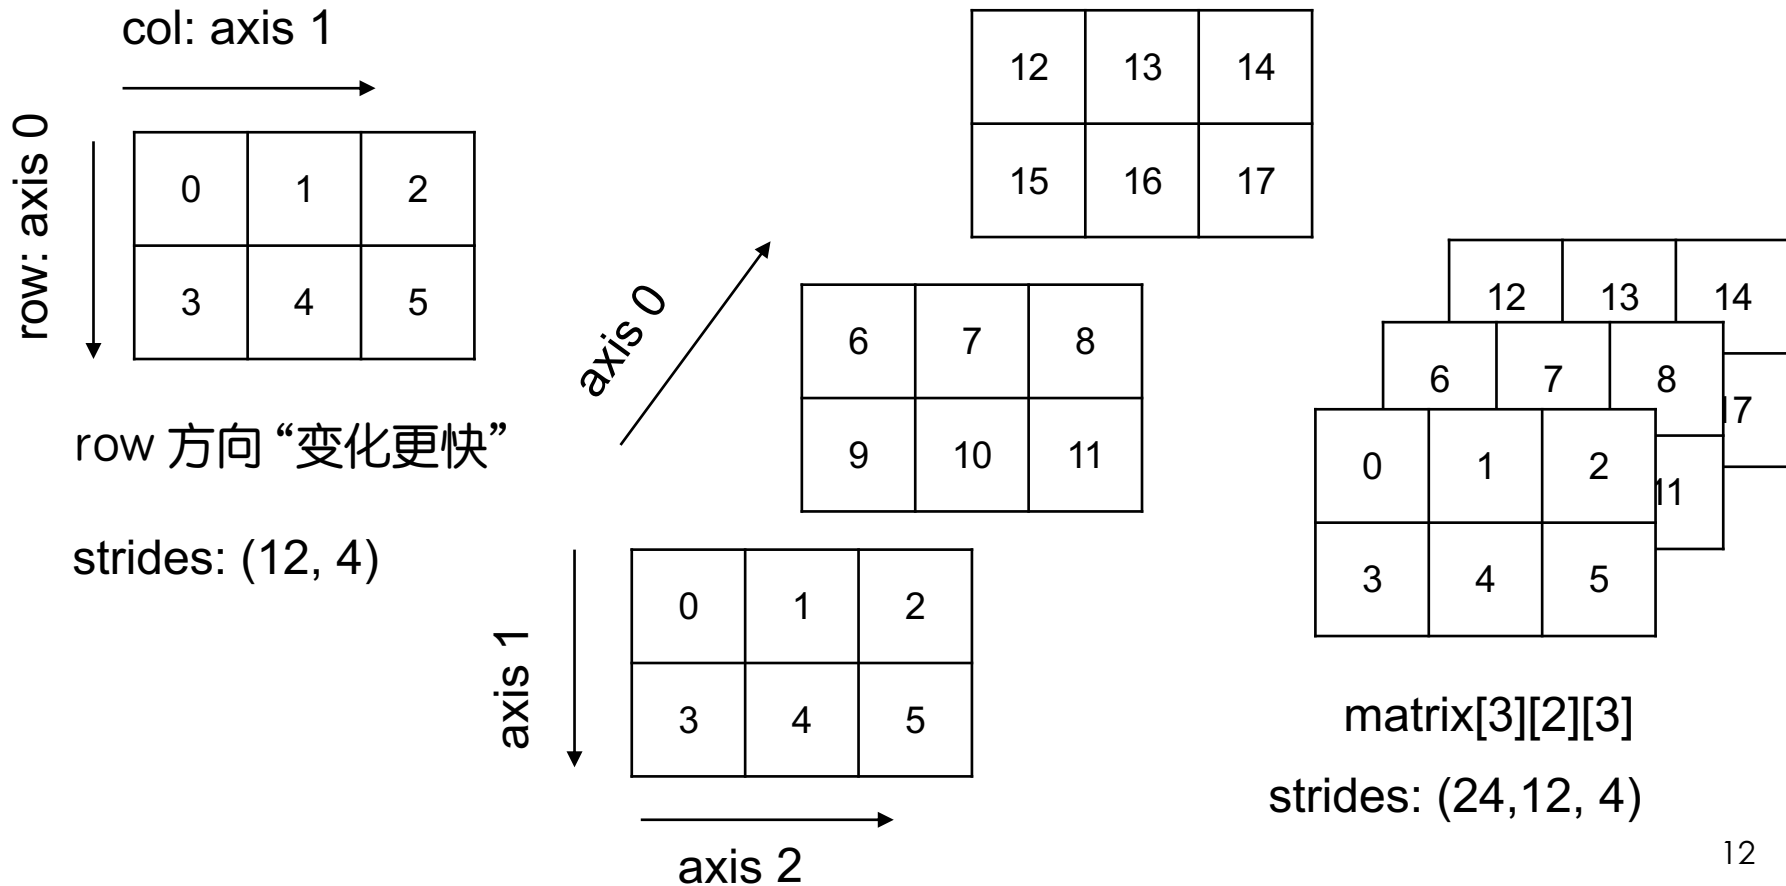 col: axis 1
row: axis 0
0 1 2
3 4 5
row 方向 “变化更快”
strides: (12, 4)
12 13 14
15 16 17
axis 0
6 7 8
9 10 11
axis 1
0 1 2
3 4 5
axis 2
12 13 14
17
6 7 8
11
0 1 2
3 4 5
matrix[3][2][3]
strides: (24,12, 4)
12